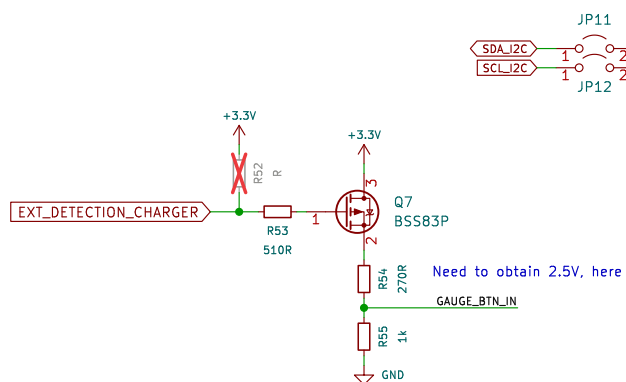 JP11
SDA_I2C
1
2
SCL_I2C
1
2
JP12
+3.3V
+3.3V
R52
R
3
Q7
BSS83P
EXT_DETECTION_CHARGER
1
R53
510R
2
R54
270R
Need to obtain 2.5V, here
GAUGE_BTN_IN
R55
1k
GND